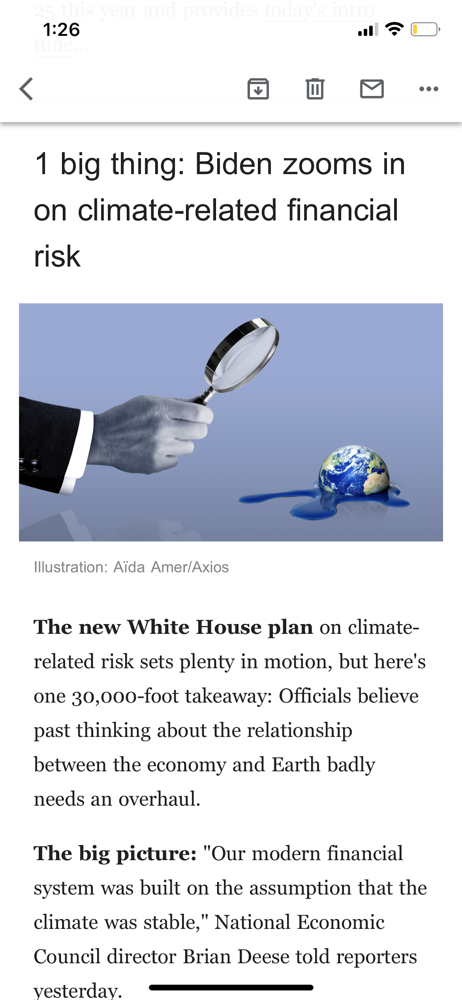 25 this year and provides today's intro
1:26
tune...
1 big thing: Biden zooms in
on climate-related financial
risk
Illustration: Aïda Amer/Axios
The new White House plan on climate-
related risk sets plenty in motion, but here's
one 30,000-foot takeaway: Officials believe
past thinking about the relationship
between the economy and Earth badly
needs an overhaul.
The big picture: "Our modern financial
system was built on the assumption that the
climate was stable," National Economic
Council director Brian Deese told reporters
yesterday.